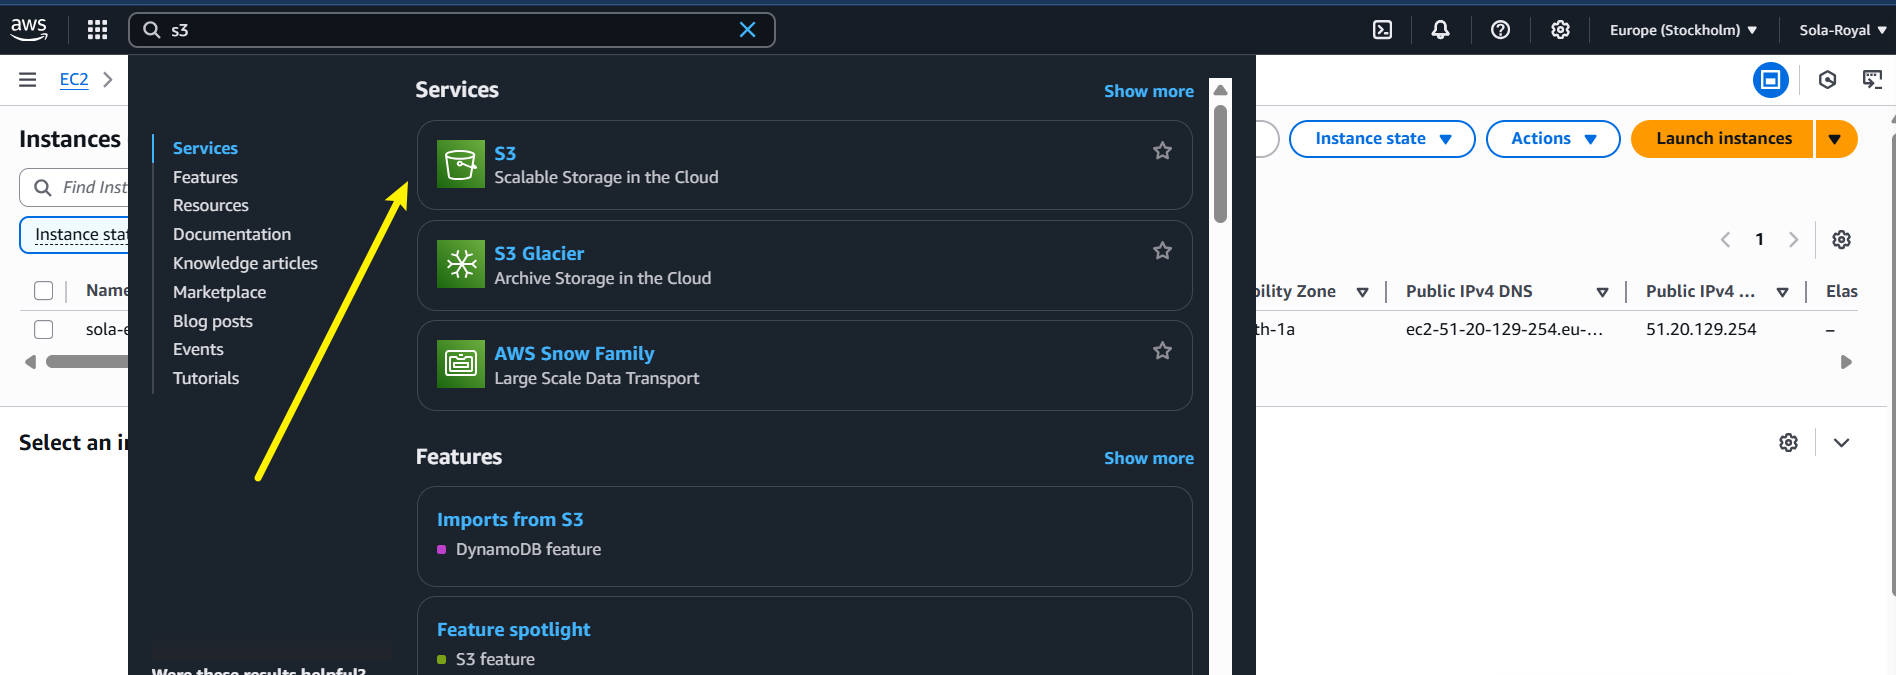 aws
s3
Europe (Stockholm)
Sola-Royal
EC2
Instances
Find Inst
Instance stat
Name
sola-e
Select an in
Services
Features
Resources
Documentation
Knowledge articles
Marketplace
Blog posts
Events
Tutorials
Were these results helpful?
Services
Show more
S3
Scalable Storage in the Cloud
S3 Glacier
Archive Storage in the Cloud
AWS Snow Family
Large Scale Data Transport
Features
Show more
Imports from S3
DynamoDB feature
Feature spotlight
S3 feature
Instance state
Actions
Launch instances
1
bility Zone
Public IPv4 DNS
Public IPv4 ...
Elas
th-1a
ec2-51-20-129-254.eu-...
51.20.129.254
–